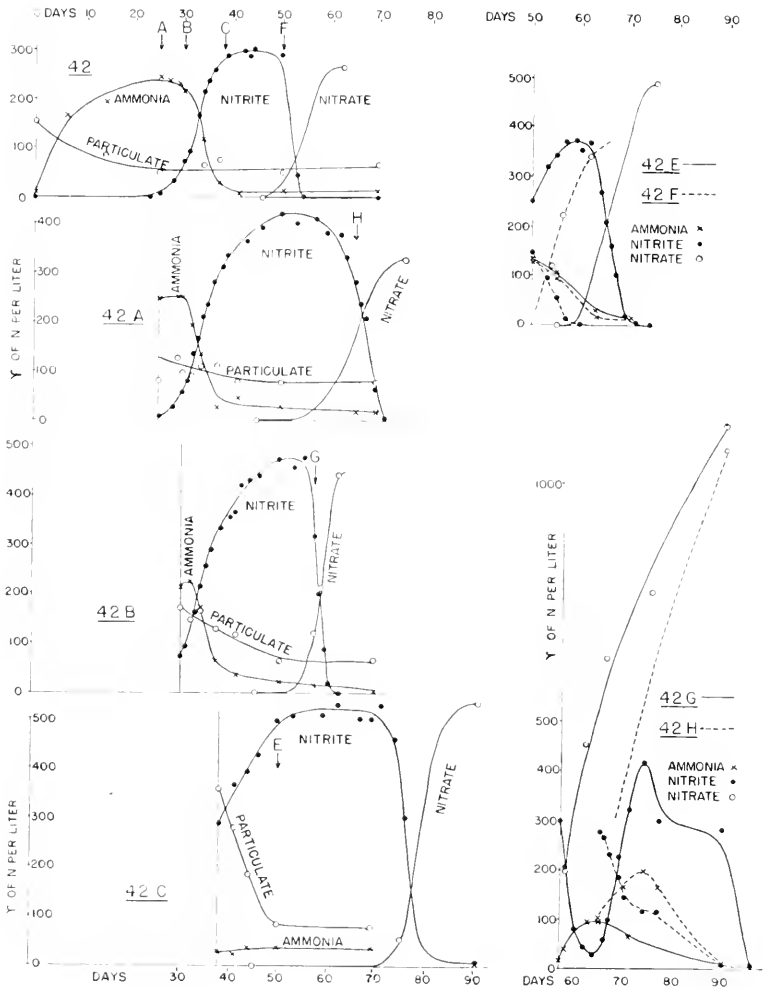 0 DAYS 30 40 50 60 70 80
A B C F
300
200
100
0
42
AMMONIA
NITRITE
NITRATE
PARTICULATE
400
300
200
100
0
H
AMMONIA
NITRITE
NITRATE
42 A
PARTICULATE
γ OF N PER LITER
500
400
300
200
100
0
G
NITRITE
AMMONIA
NITRATE
42 B
PARTICULATE
500
400
300
200
100
0
NITRITE
E
PARTICULATE
NITRATE
42 C
AMMONIA
γ OF N PER LITER
DAYS 30 40 50 60 70 80 90
50 DAYS 70 80 90
500
400
300
200
100
0
42 E
42 F
AMMONIA ×
NITRITE ●
NITRATE ○
1000
γ OF N PER LITER
500
400
300
200
100
0
42 G
42 H
AMMONIA ×
NITRITE ●
NITRATE ○
DAYS 60 70 80 90